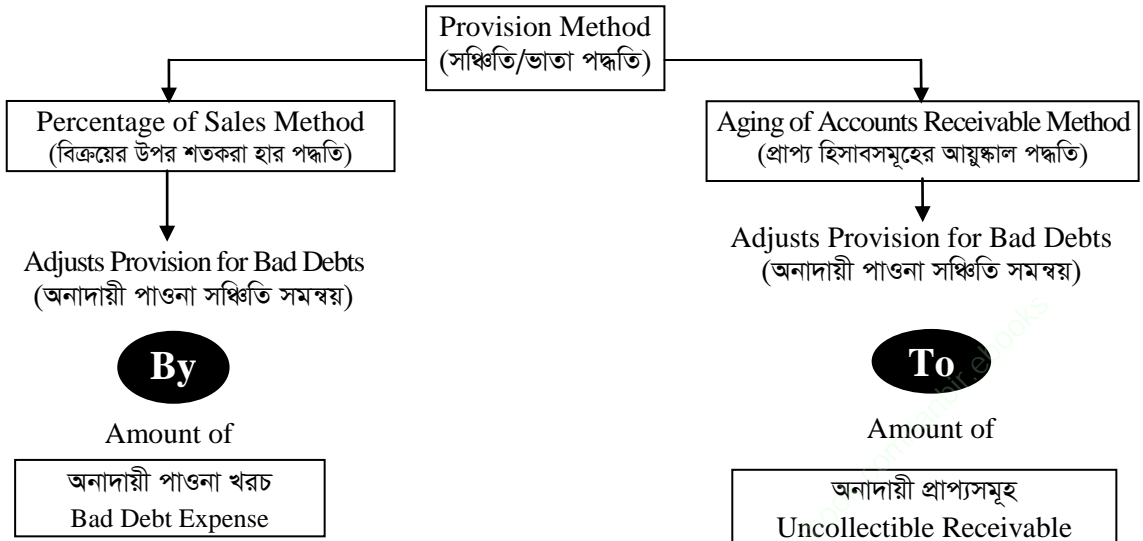 Provision Method
(সঞ্চিতি/ভাতা পদ্ধতি)
Percentage of Sales Method
(বিক্রয়ের উপর শতকরা হার পদ্ধতি)
Adjusts Provision for Bad Debts
(অনাদায়ী পাওনা সঞ্চিতি সমন্বয়)
By
Amount of
অনাদায়ী পাওনা খরচ
Bad Debt Expense
Aging of Accounts Receivable Method
(প্রাপ্য হিসাবসমূহের আয়ুষ্কাল পদ্ধতি)
Adjusts Provision for Bad Debts
(অনাদায়ী পাওনা সঞ্চিতি সমন্বয়)
To
Amount of
অনাদায়ী প্রাপ্যসমূহ
Uncollectible Receivable